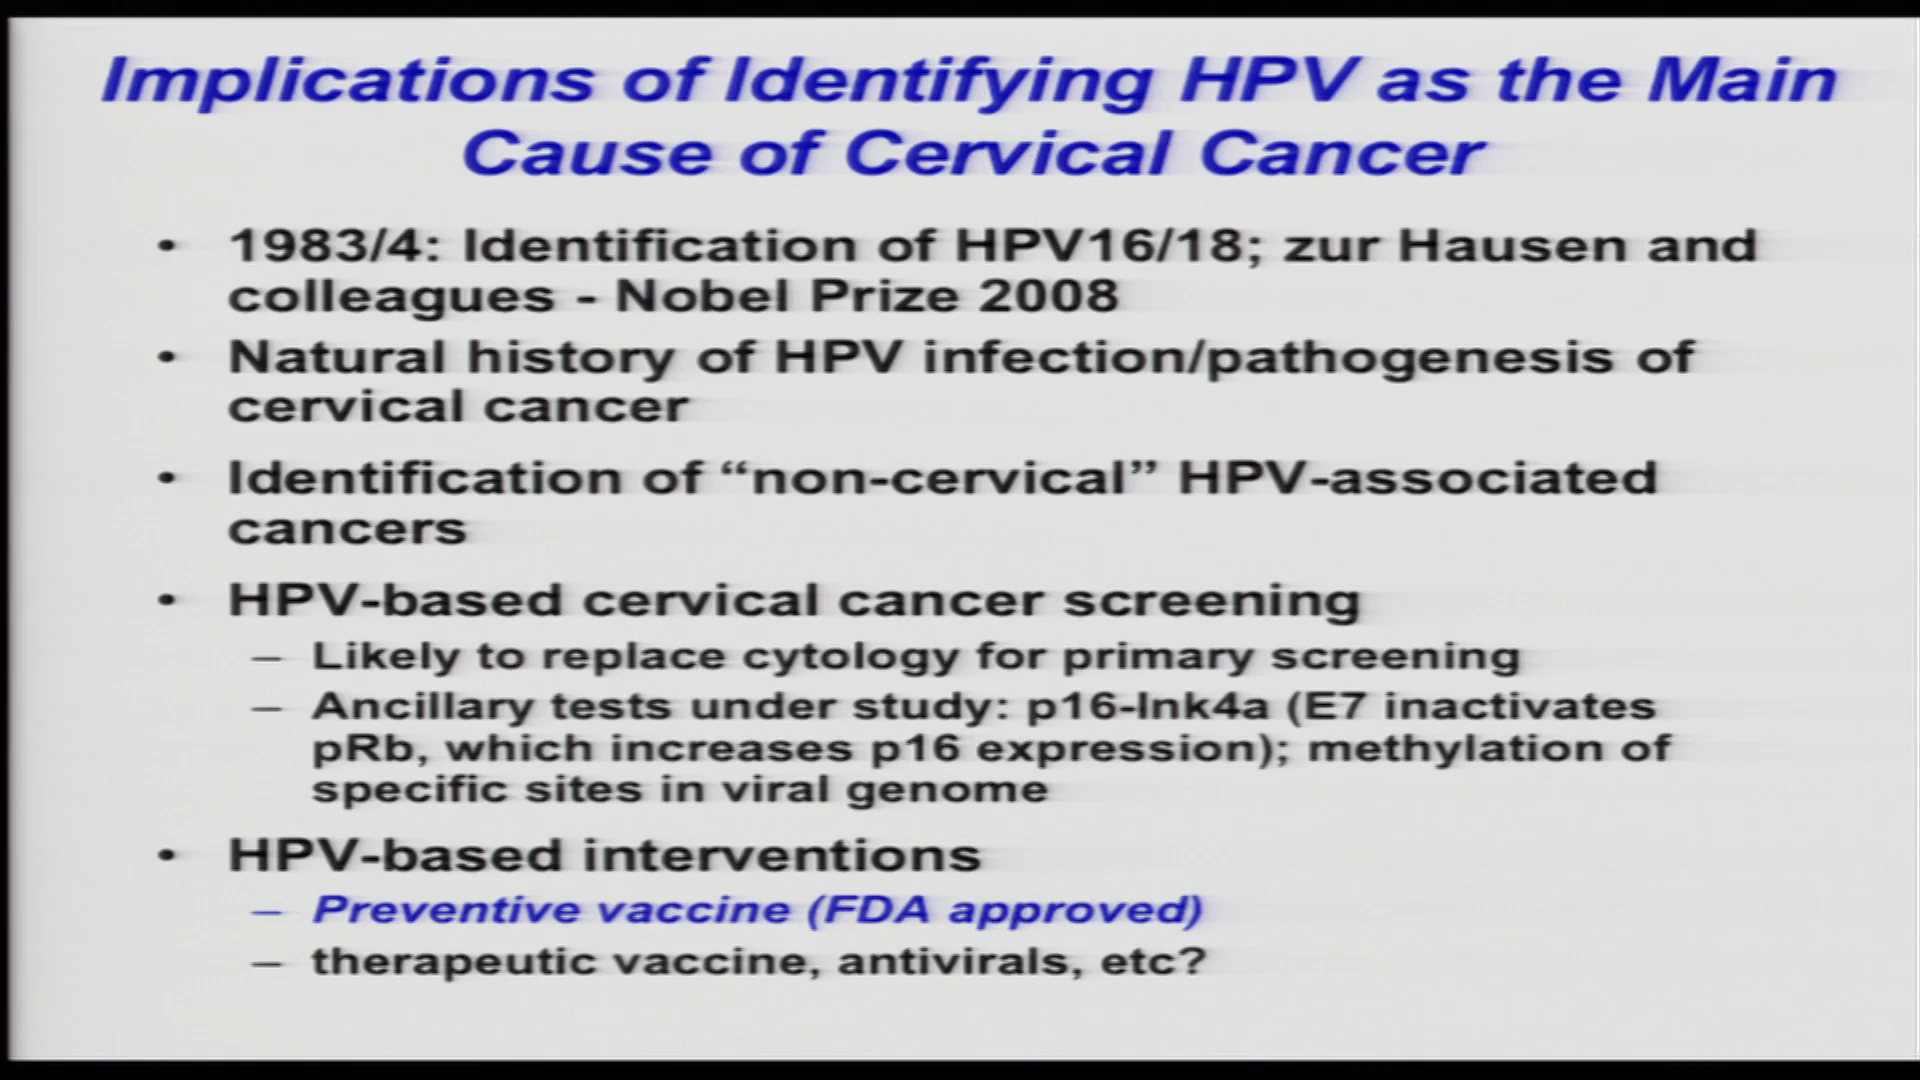 Implications of Identifying HPV as the Main
Cause of Cervical Cancer
• 1983/4: Identification of HPV16/18; zur Hausen and
colleagues - Nobel Prize 2008
• Natural history of HPV infection/pathogenesis of
cervical cancer
• Identification of “non-cervical” HPV-associated
cancers
• HPV-based cervical cancer screening
– Likely to replace cytology for primary screening
– Ancillary tests under study: p16-Ink4a (E7 inactivates
pRb, which increases p16 expression); methylation of
specific sites in viral genome
• HPV-based interventions
– Preventive vaccine (FDA approved)
– therapeutic vaccine, antivirals, etc?